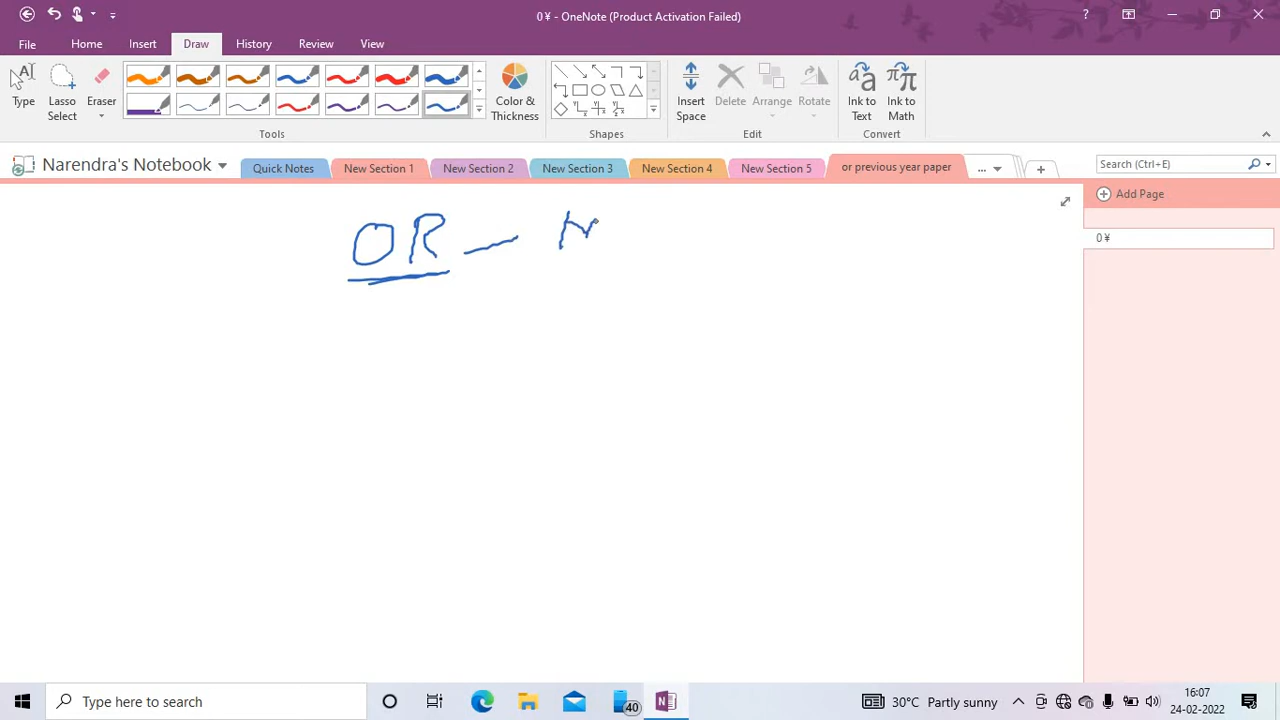 0 ¥ - OneNote (Product Activation Failed)
File Home Insert Draw History Review View
Type
Lasso Select
Eraser
Color & Thickness
Insert Space
Delete
Arrange
Rotate
Ink to Text
Ink to Math
Tools
Shapes
Edit
Convert
Narendra's Notebook
Quick Notes New Section 1 New Section 2 New Section 3 New Section 4 New Section 5 or previous year paper ...
Search (Ctrl+E)
Add Page
0 ¥
OR - N
Type here to search
40
30°C Partly sunny
16:07
24-02-2022